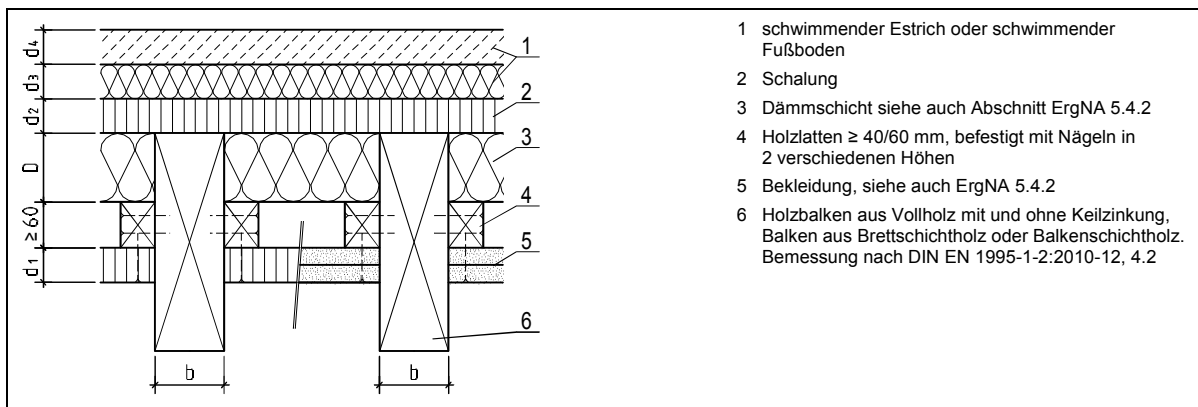 d4
d3
d2
D
≥ 60
d1
1
2
3
4
5
6
b
b
1 schwimmender Estrich oder schwimmender
Fußboden
2 Schalung
3 Dämmschicht siehe auch Abschnitt ErgNA 5.4.2
4 Holzlatten ≥ 40/60 mm, befestigt mit Nägeln in
2 verschiedenen Höhen
5 Bekleidung, siehe auch ErgNA 5.4.2
6 Holzbalken aus Vollholz mit und ohne Keilzinkung,
Balken aus Brettschichtholz oder Balkenschichtholz.
Bemessung nach DIN EN 1995-1-2:2010-12, 4.2